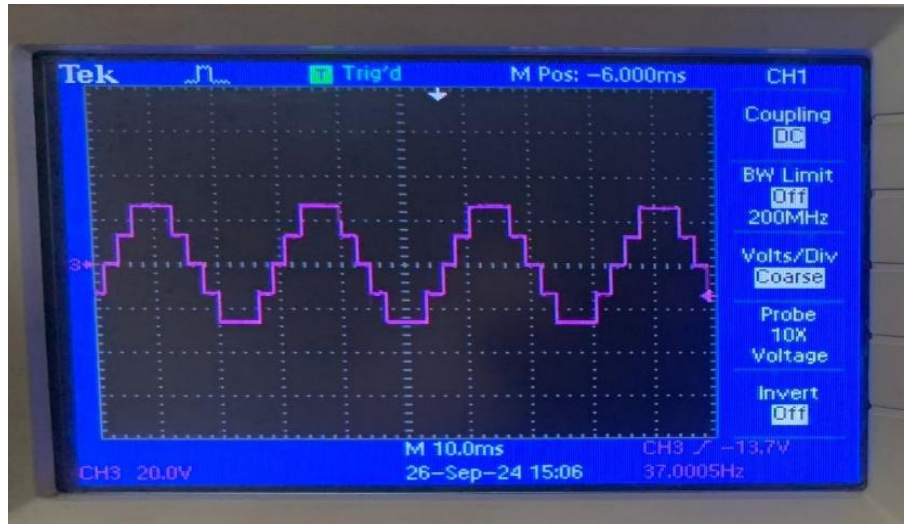 Tek T Trig'd M Pos: -6.000ms CH1
Coupling
DC
BW Limit
Off
200MHz
Volts/Div
Coarse
Probe
10X
Voltage
Invert
Off
3
M 10.0ms CH3 -13.7V
CH3 20.0V 26-Sep-24 15:06 37.0005Hz